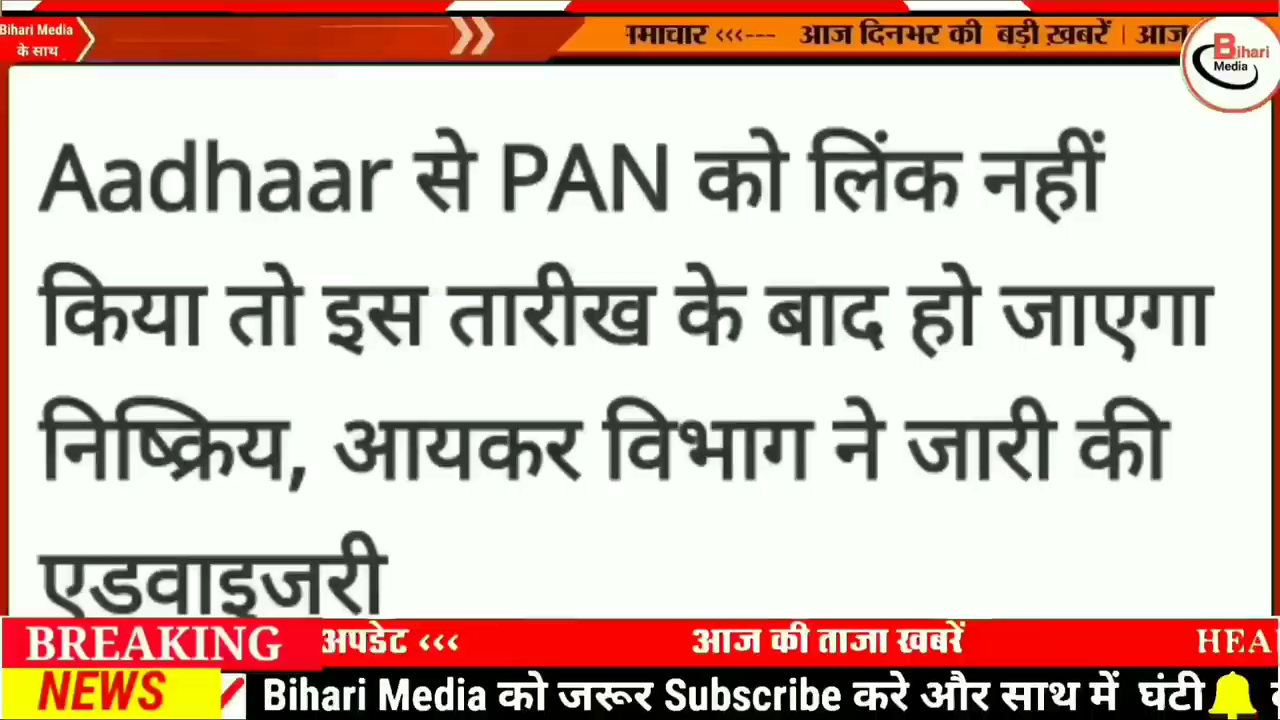 Bihari Media
के साथ
समाचार <<<--- आज दिनभर की बड़ी ख़बरें | आज
Bihari
Media
Aadhaar से PAN को लिंक नहीं
किया तो इस तारीख के बाद हो जाएगा
निष्क्रिय, आयकर विभाग ने जारी की
एडवाइजरी
BREAKING
NEWS
अपडेट <<< आज की ताजा खबरें HEA
Bihari Media को जरूर Subscribe करे और साथ में घंटी